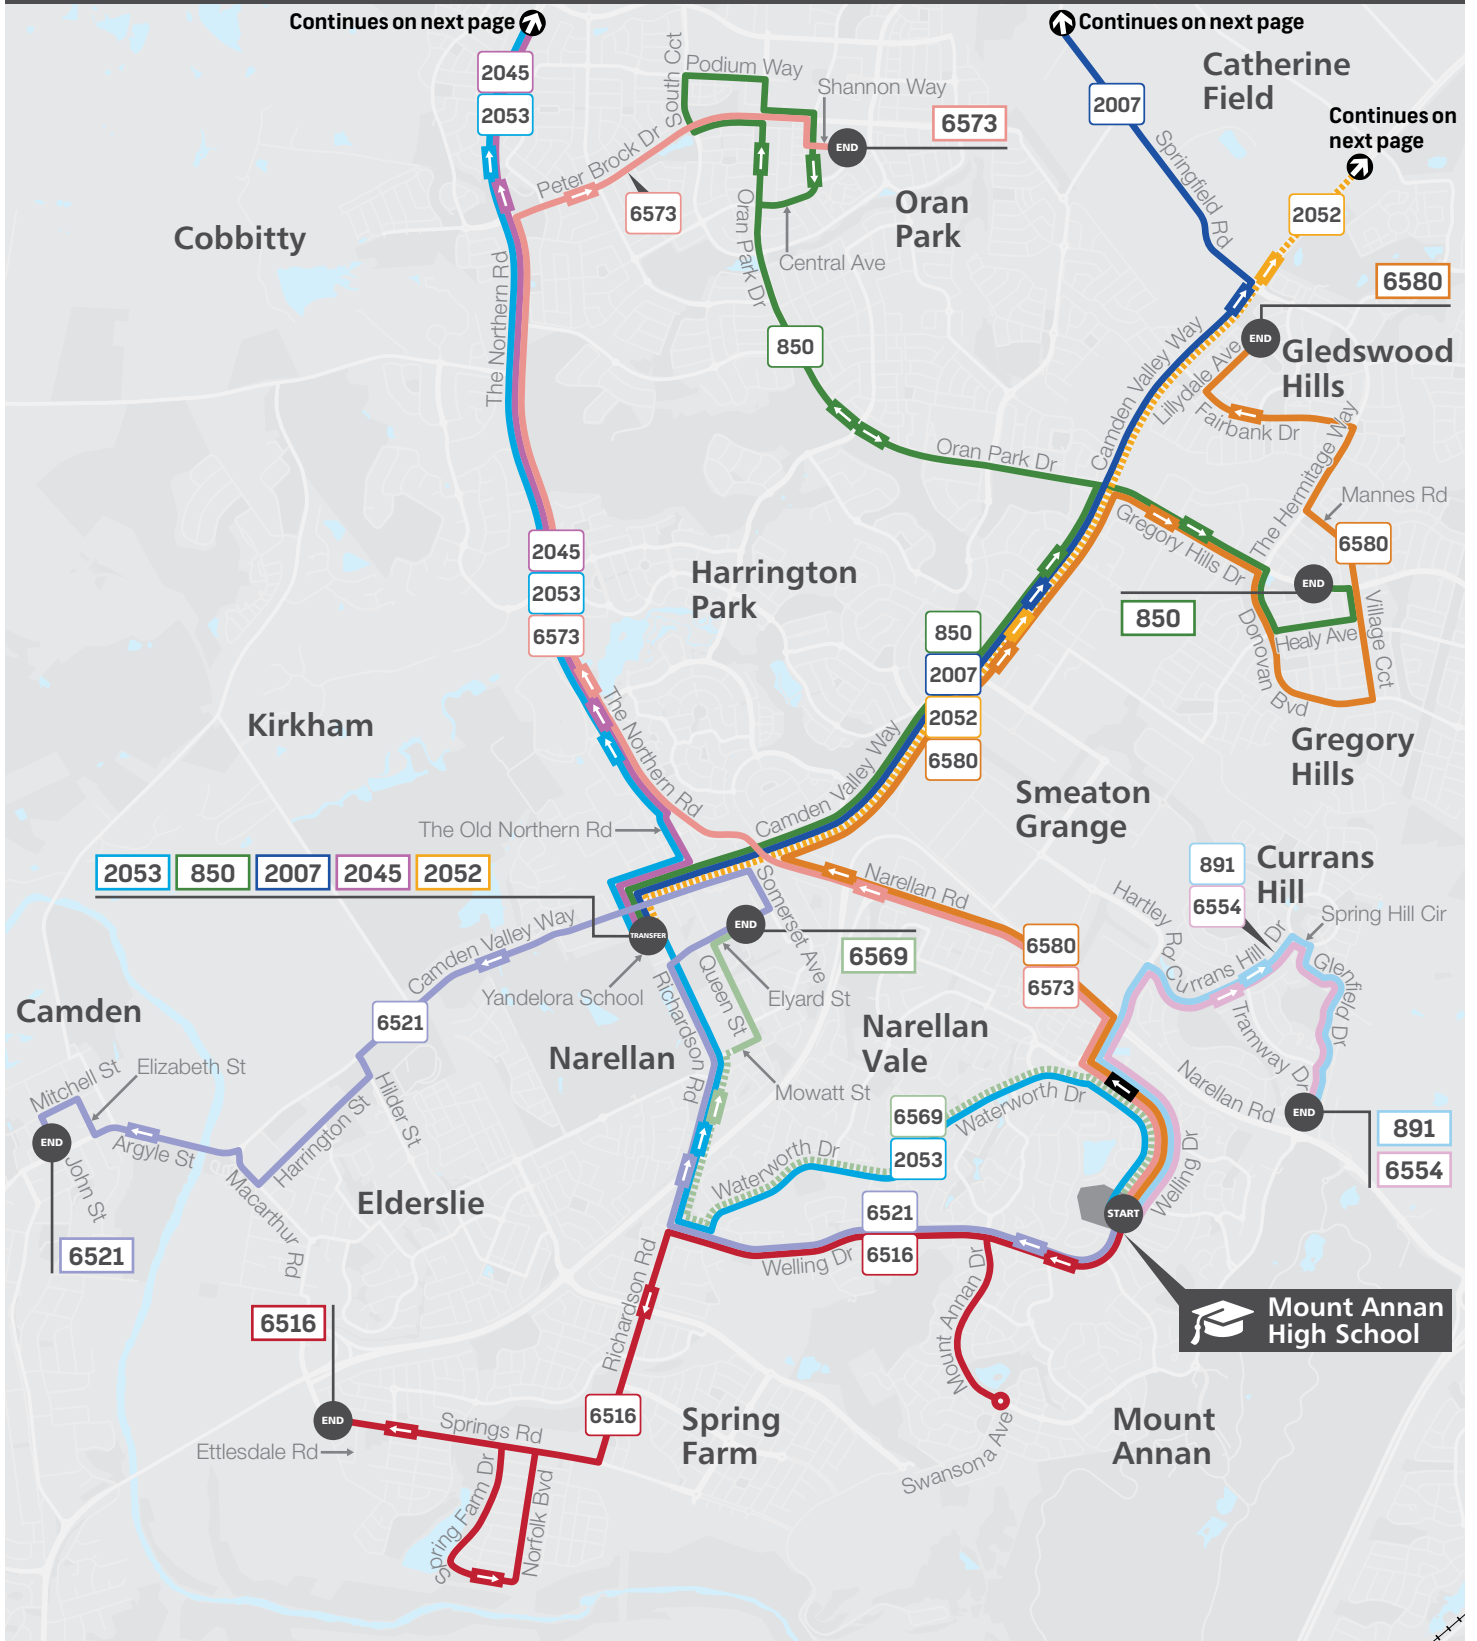 Continues on next page
Continues on next page
2045
2053
South Cct
Podium Way
Shannon Way
6573
END
Peter Brock Dr
6573
2007
Catherine
Field
Continues on
next page
Springfield Rd
2052
Cobbitty
Oran
Park
Oran Park Dr
Central Ave
The Northern Rd
6580
END
Gledswood
Hills
850
Camden Valley Way
Lillydale Ave
Fairbank Dr
The Hermitage Way
Oran Park Dr
Mannes Rd
Gregory Hills Dr
6580
2045
2053
6573
Harrington
Park
END
850
Healy Ave
Donovan Bvd
Village Cct
850
2007
2052
6580
Kirkham
The Northern Rd
Camden Valley Way
Gregory
Hills
Smeaton
Grange
The Old Northern Rd
2053
850
2007
2045
2052
891
6554
Currans
Hill
Narellan Rd
Hartley Rd
Spring Hill Cir
Somerset Ave
END
TRANSFER
Camden Valley Way
6569
6580
6573
Currans Hill Dr
Glenfield Dr
Yandelora School
Queen St
Elyard St
Tramway Dr
Camden
6521
Richardson Rd
Narellan
Narellan
Vale
Mowatt St
Narellan Rd
END
Mitchell St
Elizabeth St
Hilder St
Harrington St
6569
2053
Waterworth Dr
Waterworth Dr
891
6554
END
Argyle St
John St
Macarthur Rd
Elderslie
Welling Dr
START
6521
6521
6516
Welling Dr
Richardson Rd
Mount Annan Dr
Mount Annan
High School
6516
END
Springs Rd
Ettlesdale Rd
6516
Spring
Farm
Mount
Annan
Swansona Ave
Spring Farm Dr
Norfolk Bvd